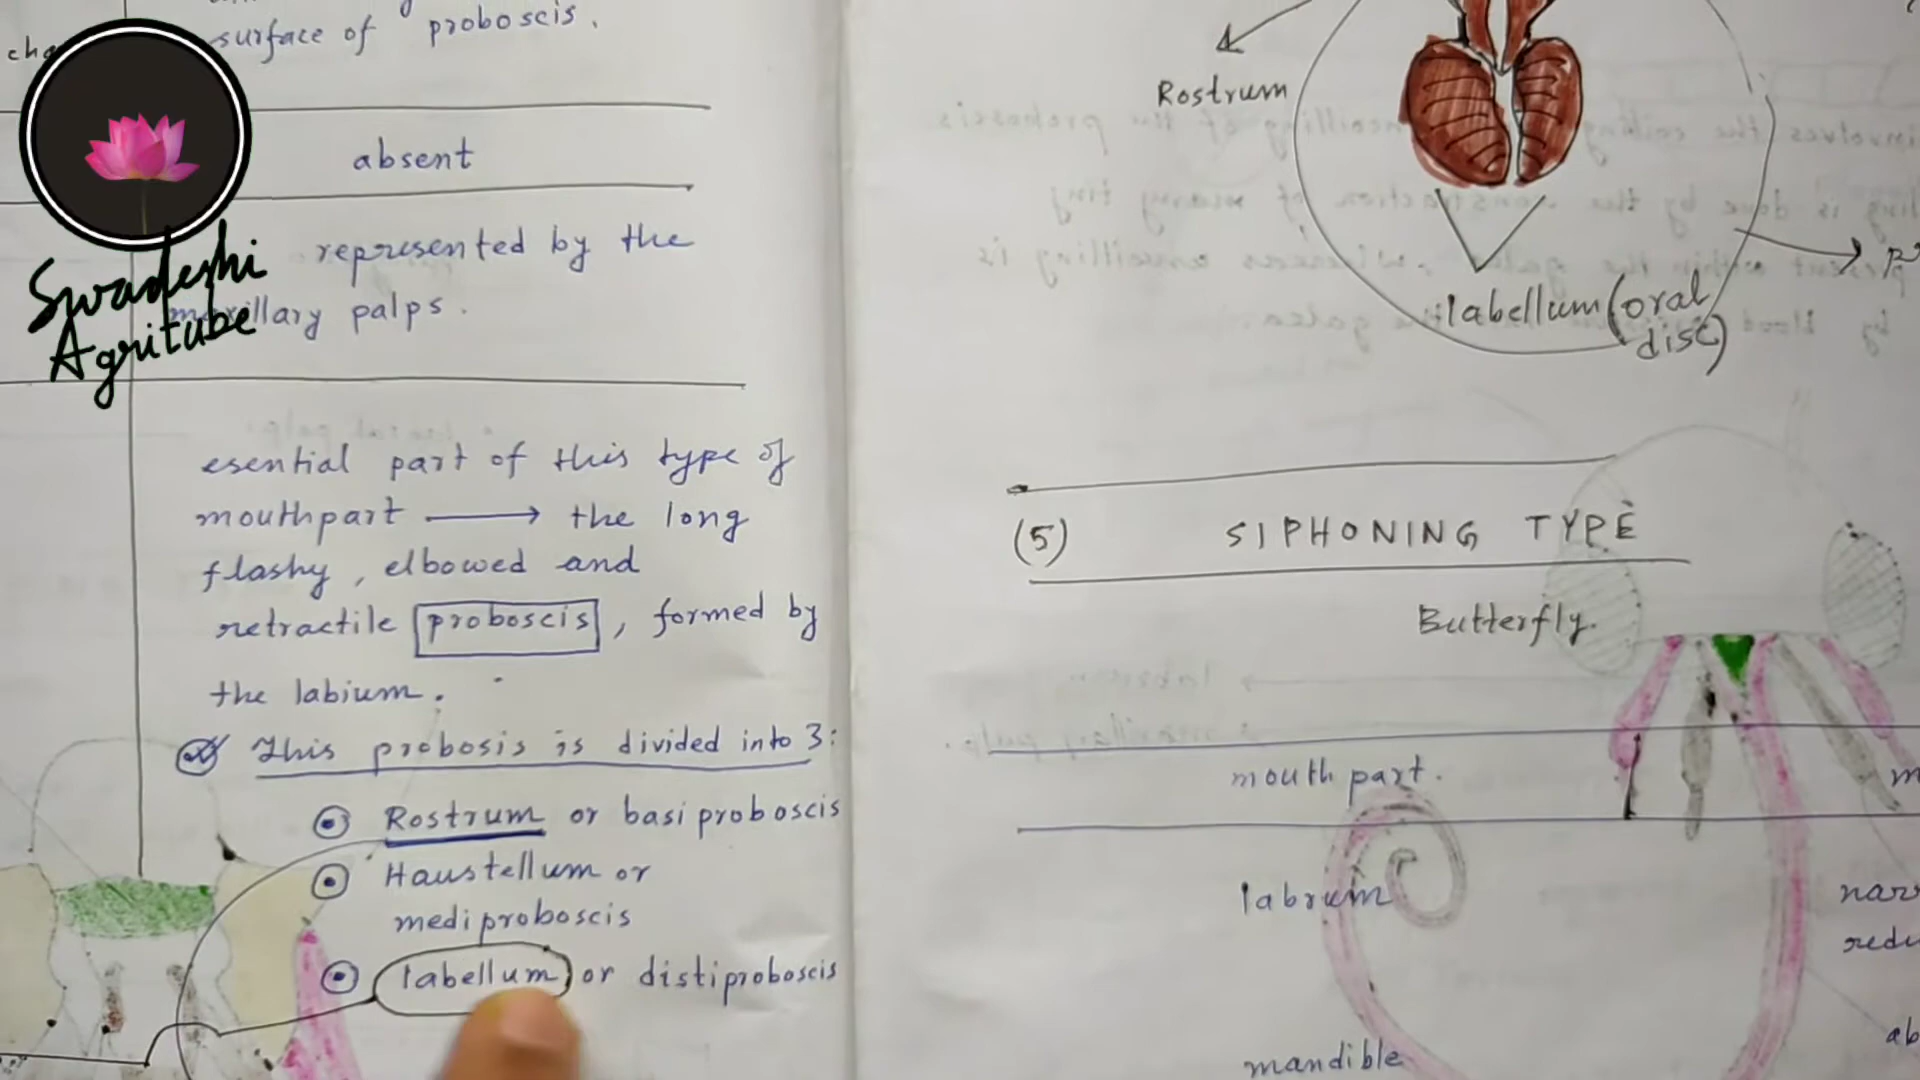 surface of proboscis.
absent
represented by the
maxillary palps.
Swadeshi
Agritube
esential part of this type of
mouthpart → the long
flashy, elbowed and
retractile proboscis, formed by
the labium.
This probosis is divided into 3:
Rostrum or basiproboscis
Haustellum or
mediproboscis
labellum or distiproboscis
Rostrum
labellum (oral
disc)
(5) SIPHONING TYPE
Butterfly.
mouth part.
labrum
mandible